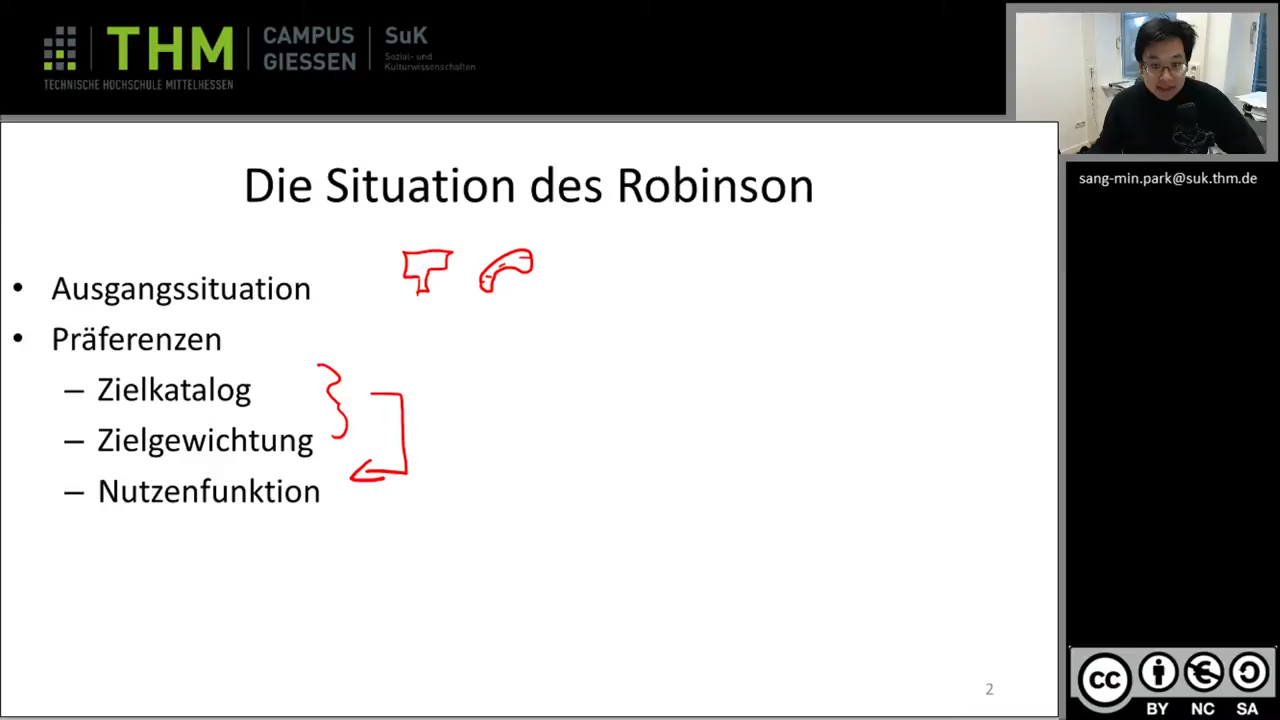 THM
TECHNISCHE HOCHSCHULE MITTELHESSEN
CAMPUS
GIESSEN
SuK
Sozial- und
Kulturwissenschaften
sang-min.park@suk.thm.de
Die Situation des Robinson
• Ausgangssituation
• Präferenzen
– Zielkatalog
– Zielgewichtung
– Nutzenfunktion
2
cc
BY NC SA